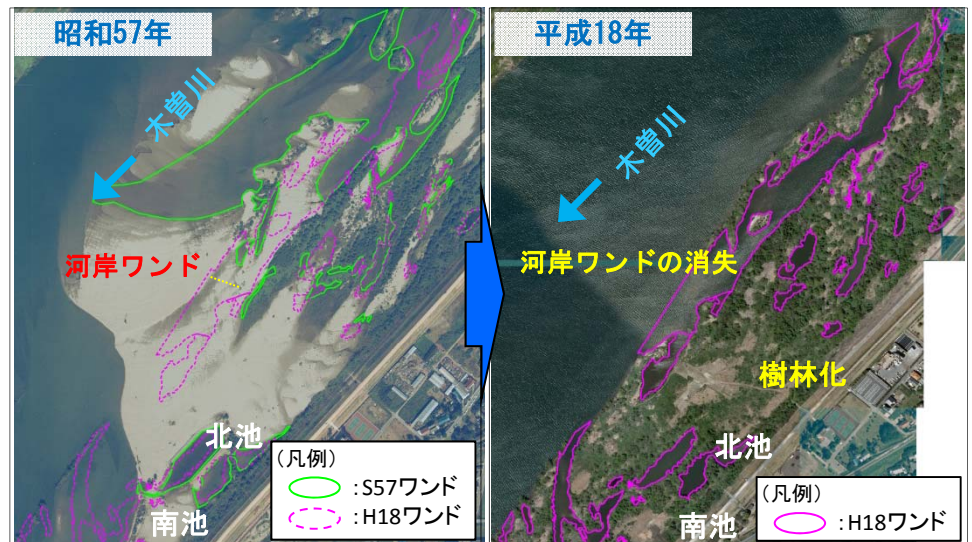 昭和57年
木曽川
河岸ワンド
北池
南池
(凡例)
:S57ワンド
:H18ワンド
平成18年
木曽川
河岸ワンドの消失
樹林化
北池
南池
(凡例)
:H18ワンド